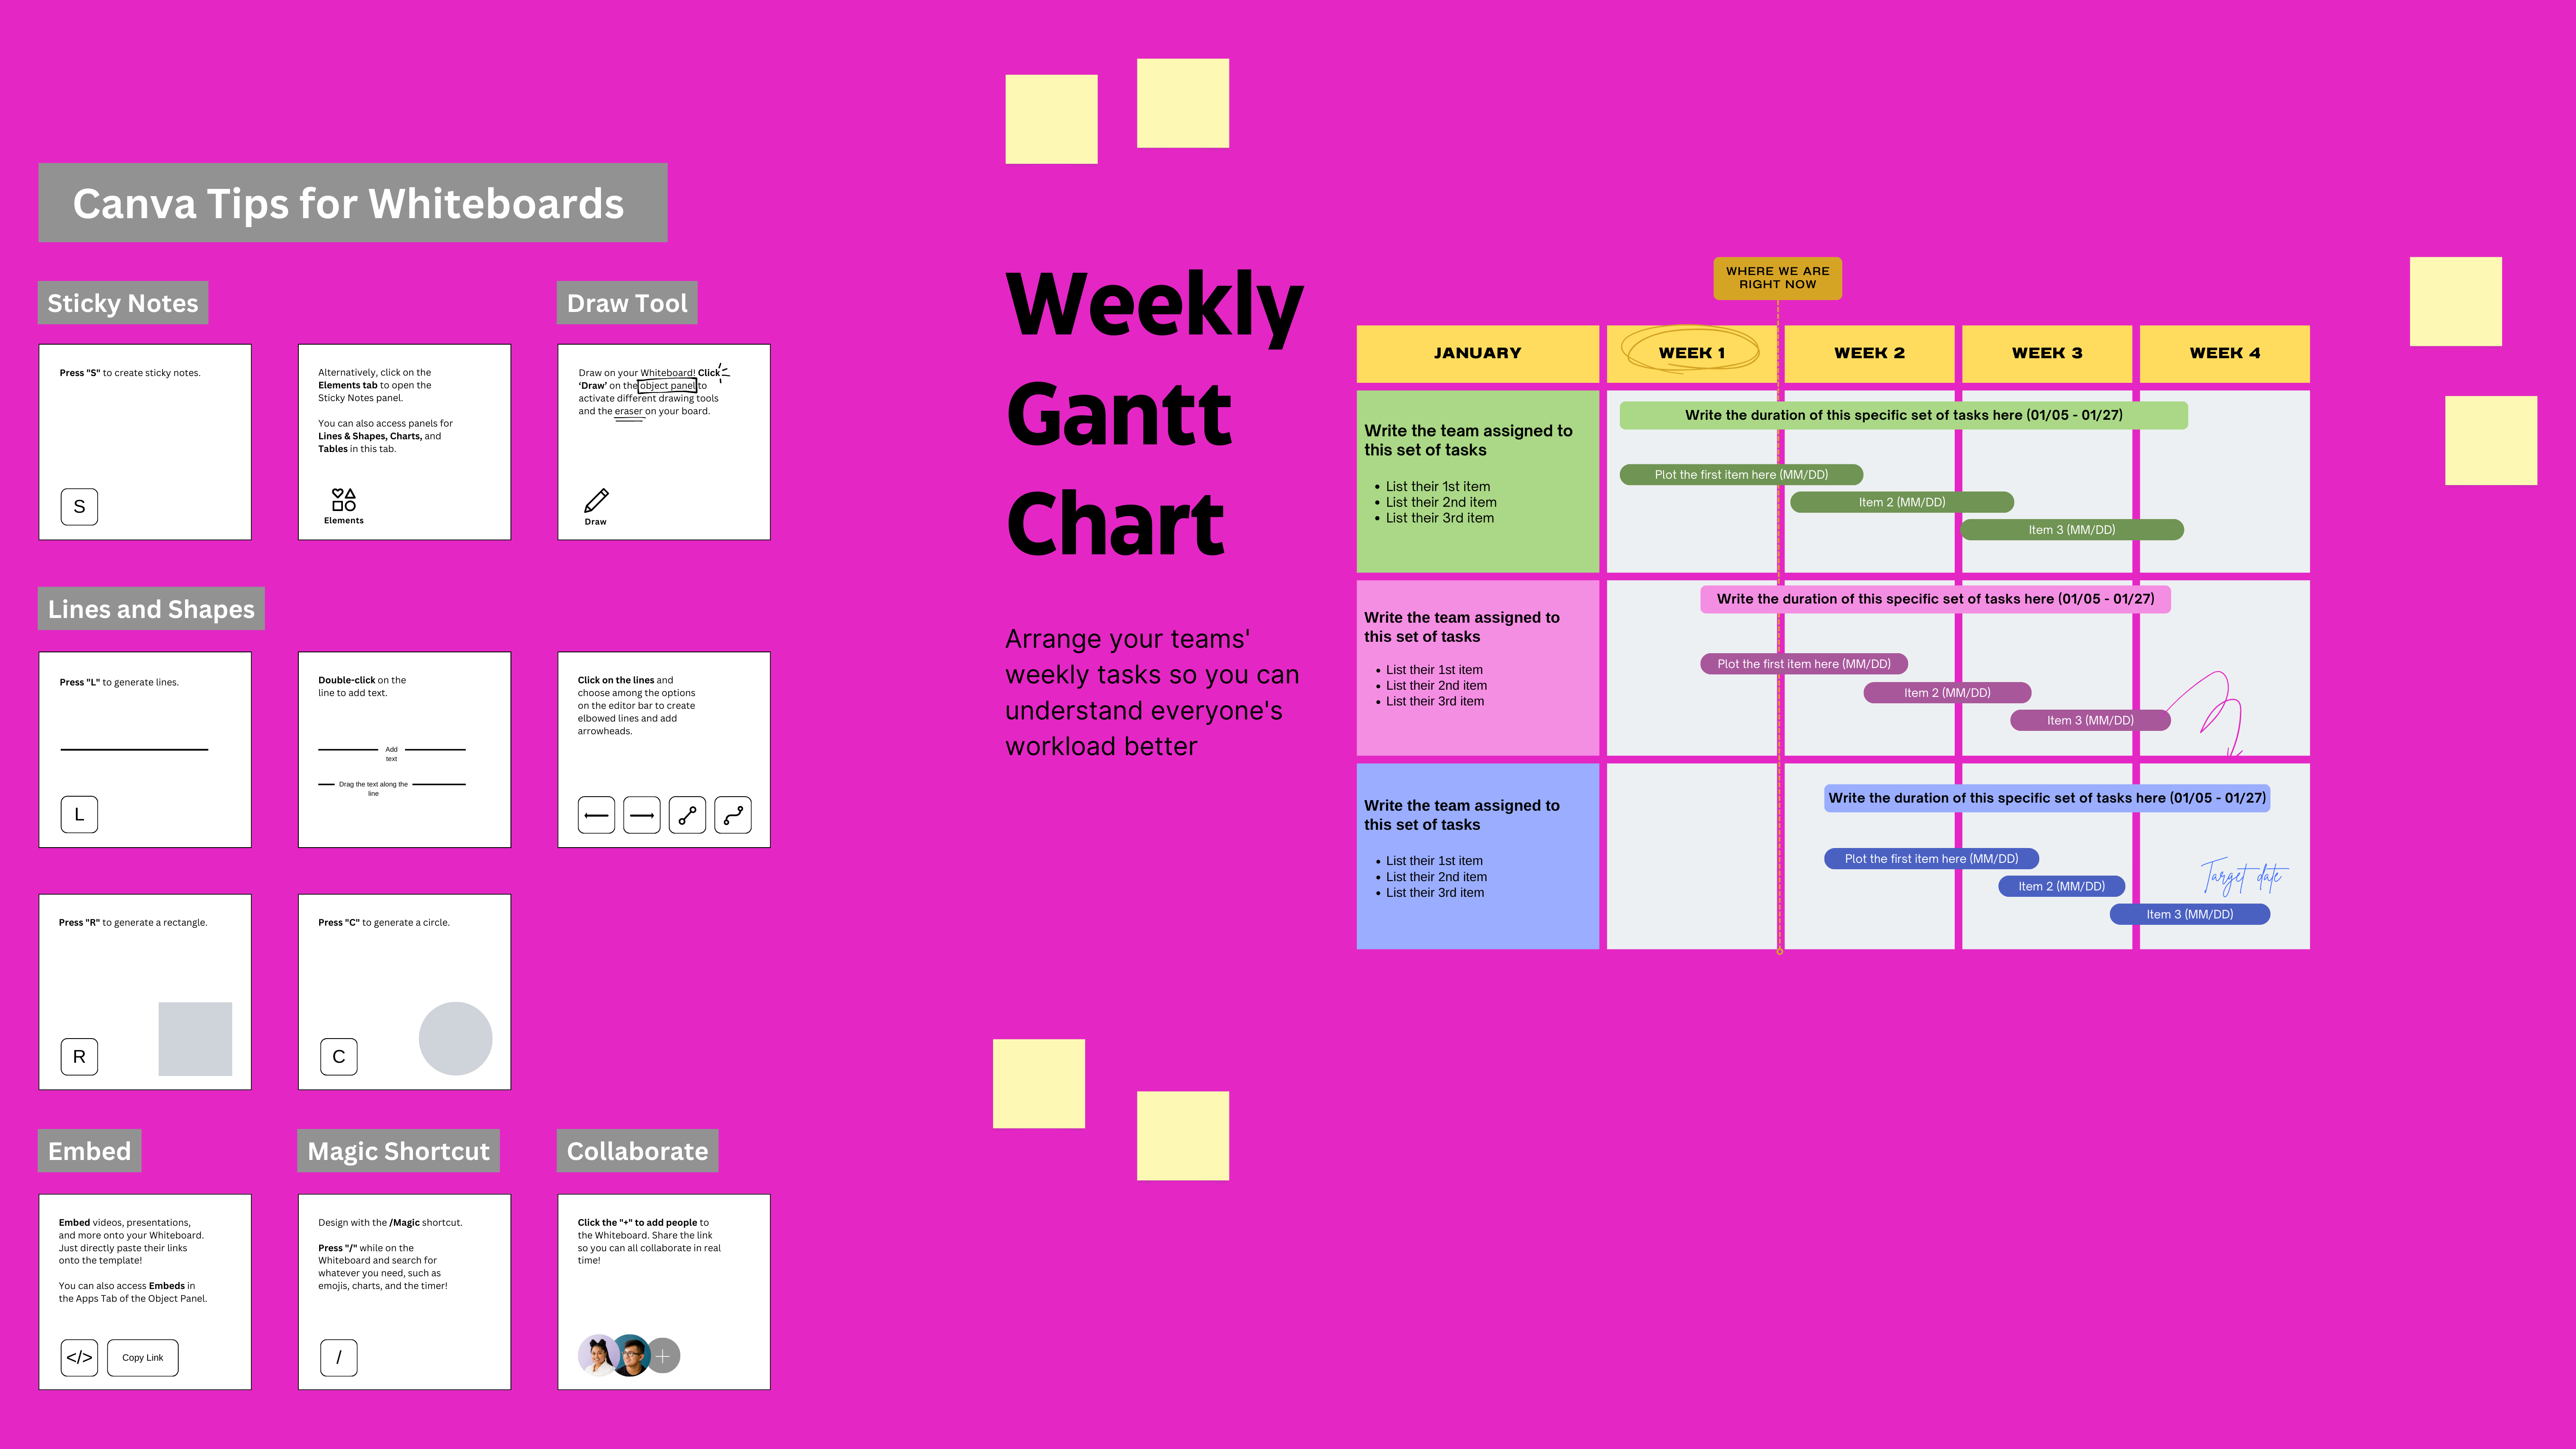 Canva Tips for Whiteboards
Sticky Notes
Press "S" to create sticky notes.
S
Alternatively, click on the
Elements tab to open the
Sticky Notes panel.
You can also access panels for
Lines & Shapes, Charts, and
Tables in this tab.
Elements
Draw Tool
Draw on your Whiteboard! Click
‘Draw’ on the object panel to
activate different drawing tools
and the eraser on your board.
Draw
Lines and Shapes
Press "L" to generate lines.
L
Double-click on the
line to add text.
Add
text
Drag the text along the
line
Click on the lines and
choose among the options
on the editor bar to create
elbowed lines and add
arrowheads.
Press "R" to generate a rectangle.
R
Press "C" to generate a circle.
C
Embed
Embed videos, presentations,
and more onto your Whiteboard.
Just directly paste their links
onto the template!
You can also access Embeds in
the Apps Tab of the Object Panel.
</>
Copy Link
Magic Shortcut
Design with the /Magic shortcut.
Press "/" while on the
Whiteboard and search for
whatever you need, such as
emojis, charts, and the timer!
/
Collaborate
Click the "+" to add people to
the Whiteboard. Share the link
so you can all collaborate in real
time!
Weekly
Gantt
Chart
Arrange your teams'
weekly tasks so you can
understand everyone's
workload better
WHERE WE ARE
RIGHT NOW
JANUARY
WEEK 1
WEEK 2
WEEK 3
WEEK 4
Write the team assigned to
this set of tasks
• List their 1st item
• List their 2nd item
• List their 3rd item
Write the duration of this specific set of tasks here (01/05 - 01/27)
Plot the first item here (MM/DD)
Item 2 (MM/DD)
Item 3 (MM/DD)
Write the team assigned to
this set of tasks
• List their 1st item
• List their 2nd item
• List their 3rd item
Write the duration of this specific set of tasks here (01/05 - 01/27)
Plot the first item here (MM/DD)
Item 2 (MM/DD)
Item 3 (MM/DD)
Write the team assigned to
this set of tasks
• List their 1st item
• List their 2nd item
• List their 3rd item
Write the duration of this specific set of tasks here (01/05 - 01/27)
Plot the first item here (MM/DD)
Item 2 (MM/DD)
Item 3 (MM/DD)
Target date